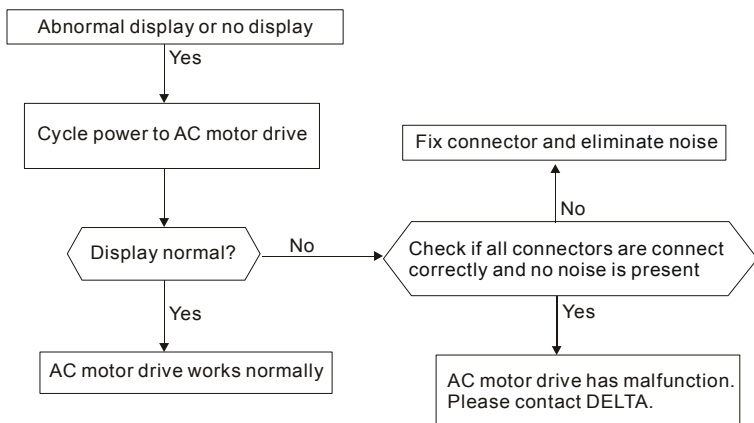 Abnormal display or no display
Yes
Cycle power to AC motor drive
Fix connector and eliminate noise
No
Display normal?
No
Check if all connectors are connect
correctly and no noise is present
Yes
Yes
AC motor drive works normally
AC motor drive has malfunction.
Please contact DELTA.